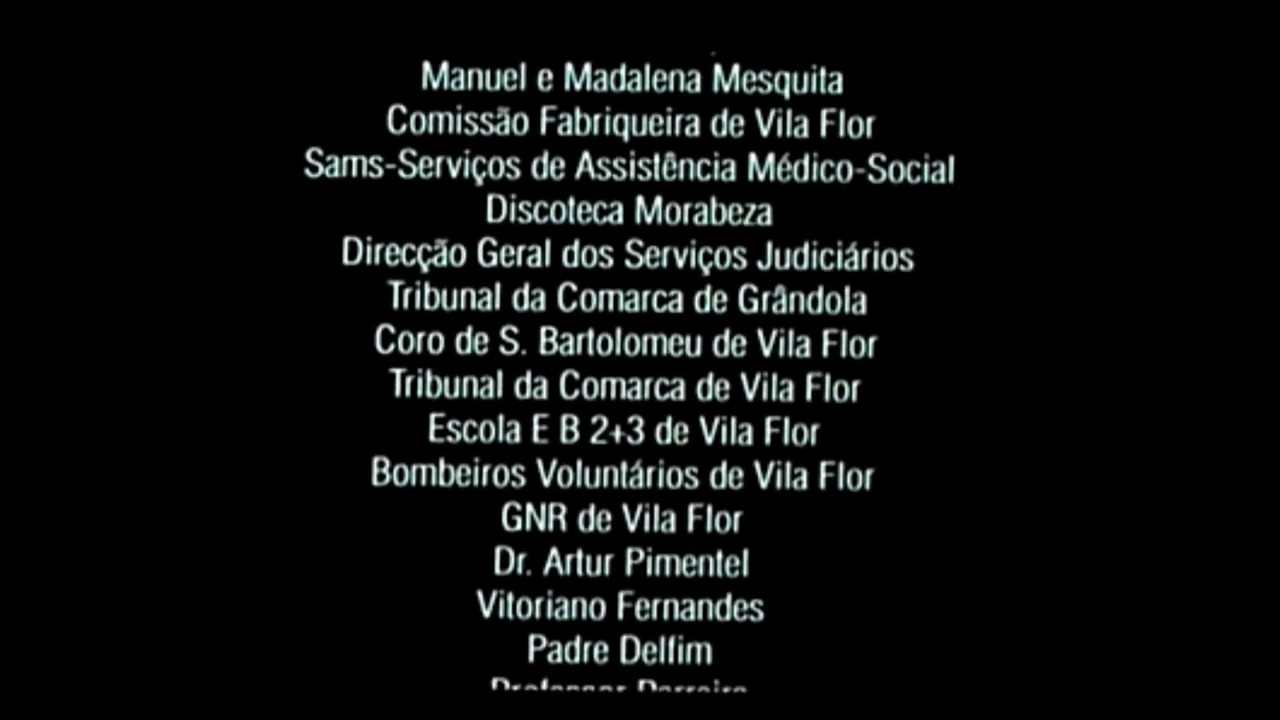 Manuel e Madalena Mesquita
Comissão Fabriqueira de Vila Flor
Sams-Serviços de Assistência Médico-Social
Discoteca Morabeza
Direcção Geral dos Serviços Judiciários
Tribunal da Comarca de Grândola
Coro de S. Bartolomeu de Vila Flor
Tribunal da Comarca de Vila Flor
Escola E B 2+3 de Vila Flor
Bombeiros Voluntários de Vila Flor
GNR de Vila Flor
Dr. Artur Pimentel
Vitoriano Fernandes
Padre Delfim
Professor